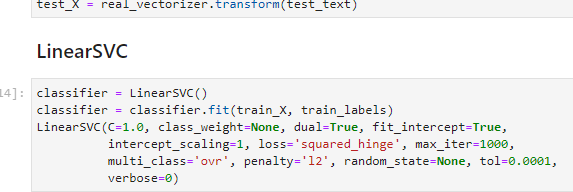 test_X = real_vectorizer.transform(test_text)
LinearSVC
14]:
classifier = LinearSVC()
classifier = classifier.fit(train_X, train_labels)
LinearSVC(C=1.0, class_weight=None, dual=True, fit_intercept=True,
intercept_scaling=1, loss='squared_hinge', max_iter=1000,
multi_class='ovr', penalty='l2', random_state=None, tol=0.0001,
verbose=0)